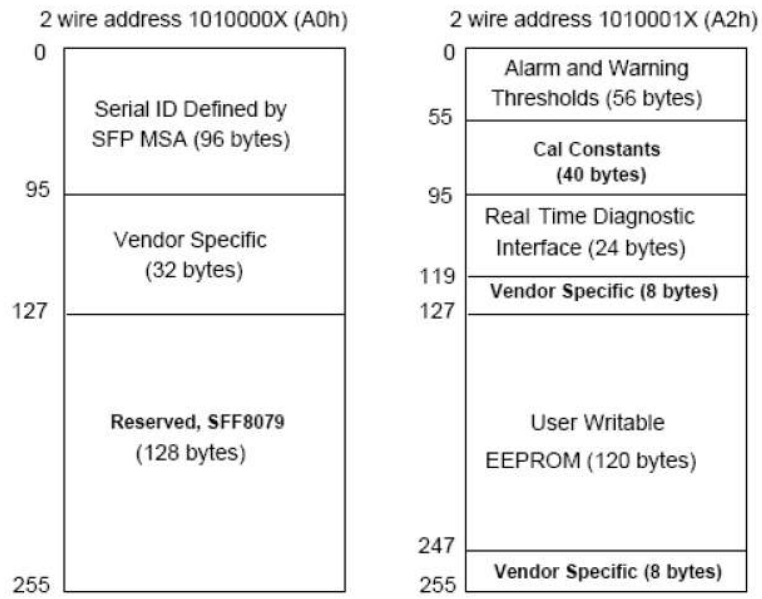 2 wire address 1010000X (A0h)
0
Serial ID Defined by
SFP MSA (96 bytes)
95
Vendor Specific
(32 bytes)
127
Reserved, SFF8079
(128 bytes)
255
2 wire address 1010001X (A2h)
0
Alarm and Warning
Thresholds (56 bytes)
55
Cal Constants
(40 bytes)
95
Real Time Diagnostic
Interface (24 bytes)
119
Vendor Specific (8 bytes)
127
User Writable
EEPROM (120 bytes)
247
Vendor Specific (8 bytes)
255